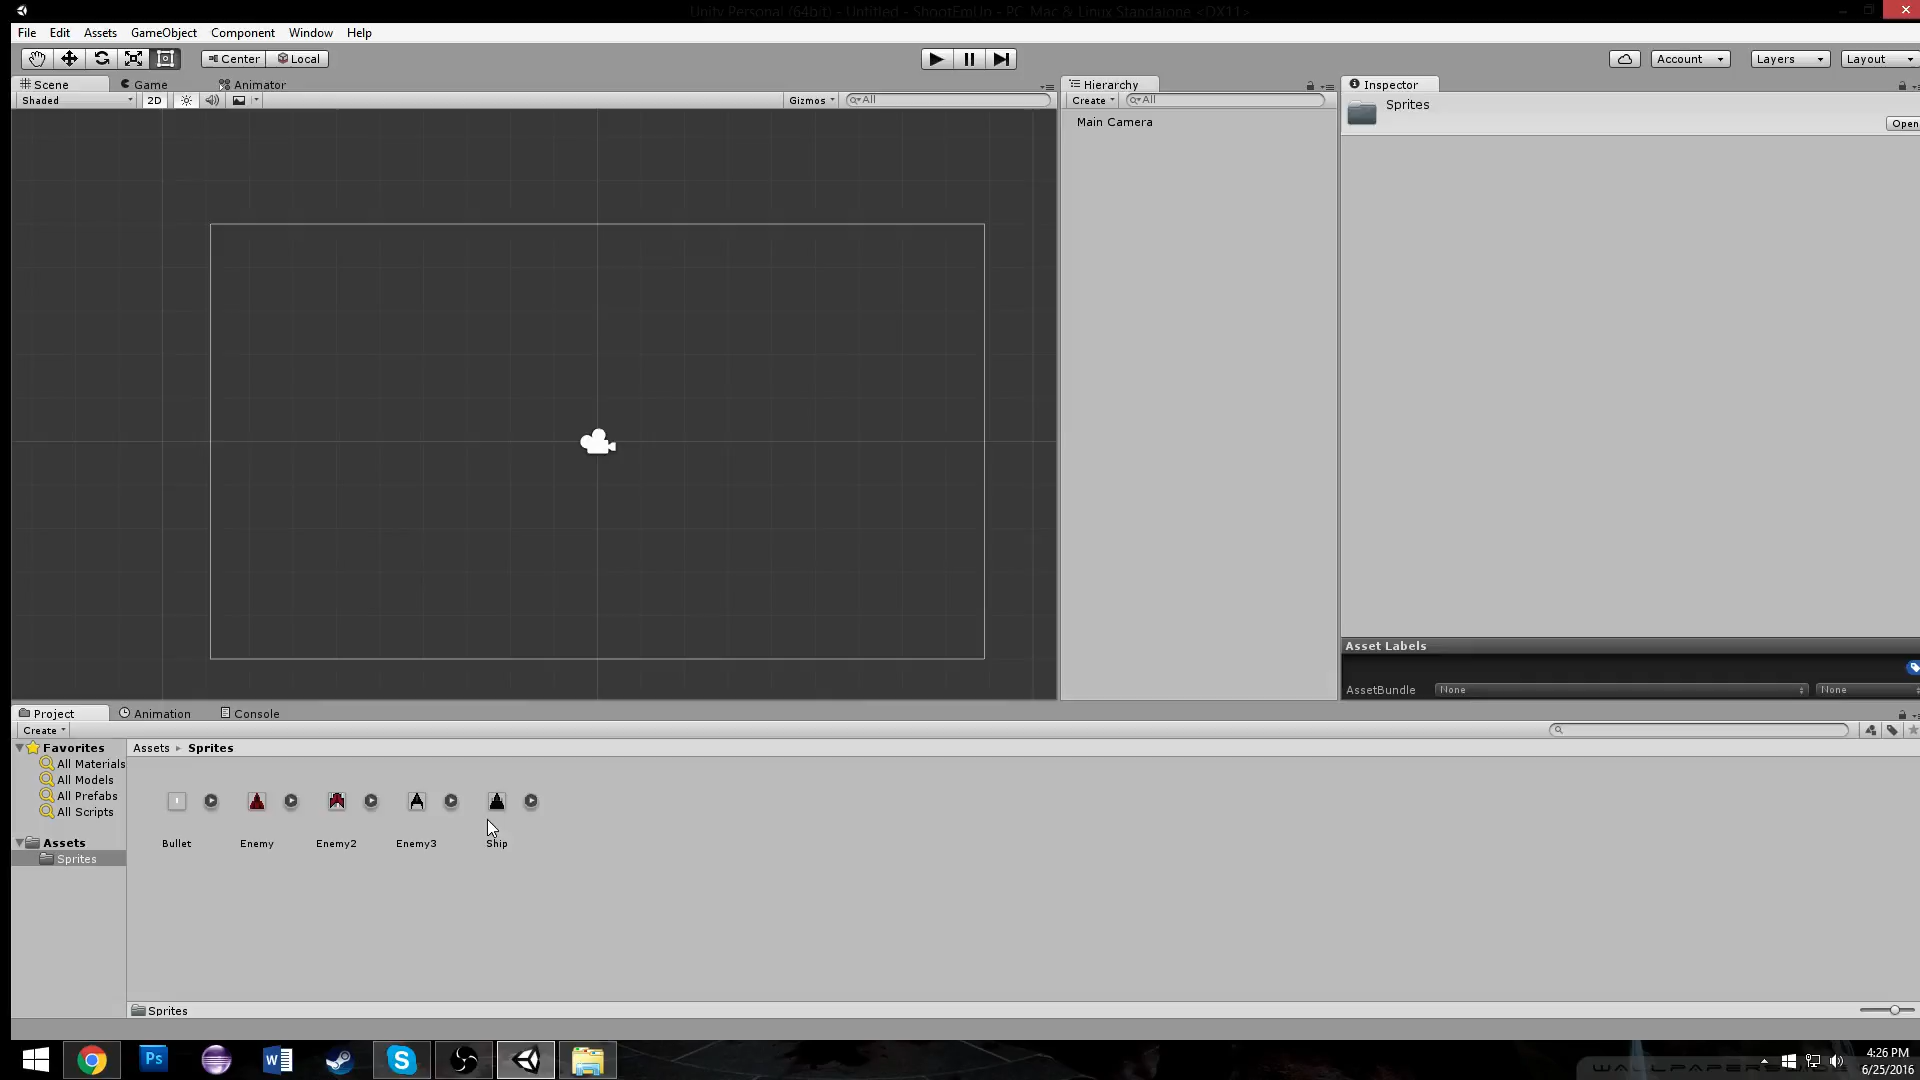 Unity Personal (64bit) - Untitled - ShootEmUp - PC, Mac & Linux Standalone <DX11>
File Edit Assets GameObject Component Window Help
Center Local Account Layers Layout
Scene Game Animator Hierarchy Inspector
Shaded 2D Gizmos All Create All Sprites
Open
Main Camera
Asset Labels
AssetBundle None None
Project Animation Console
Create
Favorites Assets Sprites
All Materials
All Models
All Prefabs
All Scripts
Bullet Enemy Enemy2 Enemy3 Ship
Assets
Sprites
Sprites
4:26 PM
6/25/2016